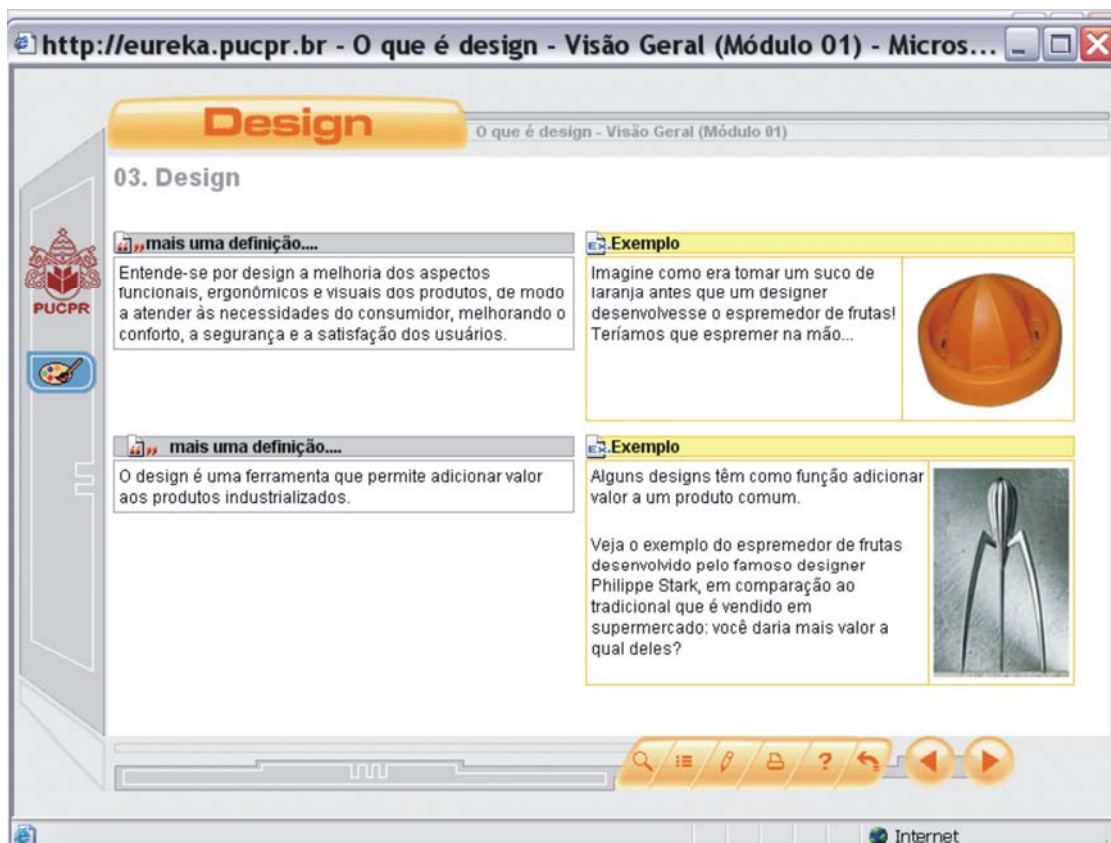 http://eureka.pucpr.br - O que é design - Visão Geral (Módulo 01) - Micros...
Design
O que é design - Visão Geral (Módulo 01)
03. Design
PUCPR
mais uma definição....
Entende-se por design a melhoria dos aspectos
funcionais, ergonômicos e visuais dos produtos, de modo
a atender às necessidades do consumidor, melhorando o
conforto, a segurança e a satisfação dos usuários.
Ex.Exemplo
Imagine como era tomar um suco de
laranja antes que um designer
desenvolvesse o espremedor de frutas!
Teríamos que espremer na mão...
mais uma definição....
O design é uma ferramenta que permite adicionar valor
aos produtos industrializados.
Ex.Exemplo
Alguns designs têm como função adicionar
valor a um produto comum.
Veja o exemplo do espremedor de frutas
desenvolvido pelo famoso designer
Philippe Stark, em comparação ao
tradicional que é vendido em
supermercado: você daria mais valor a
qual deles?
?
Internet